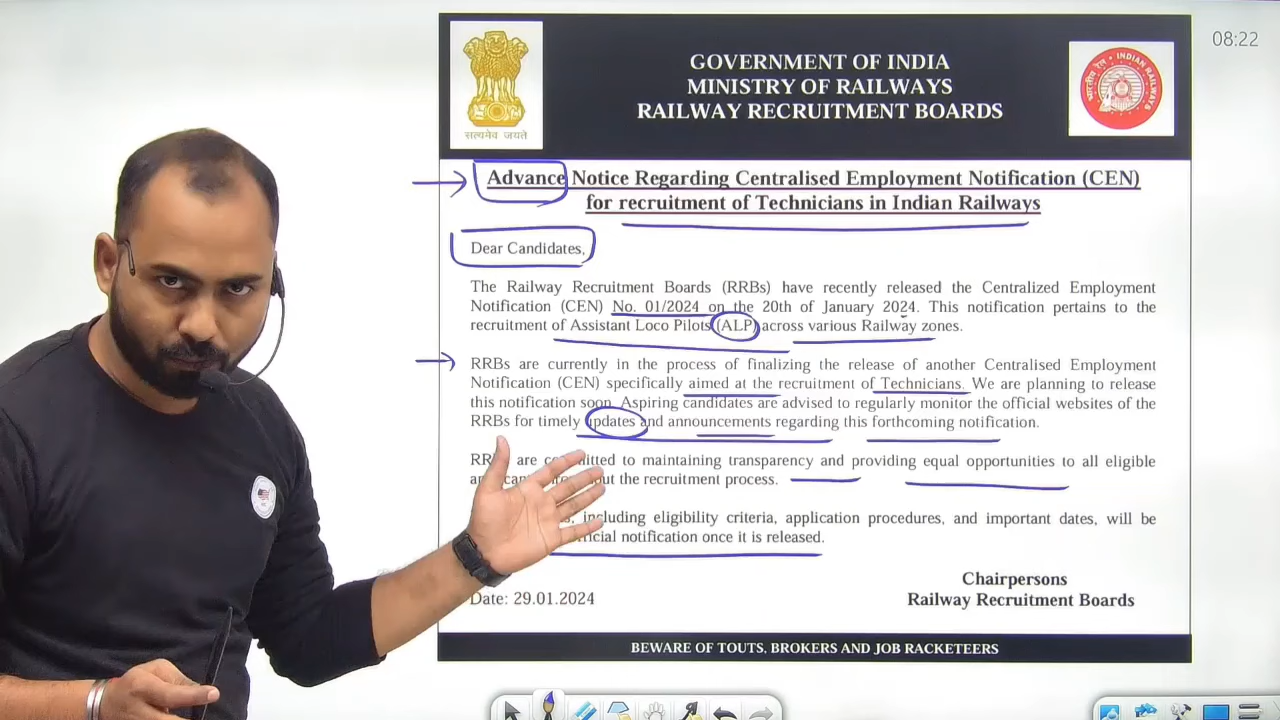 08:22
सत्यमेव जयते
GOVERNMENT OF INDIA
MINISTRY OF RAILWAYS
RAILWAY RECRUITMENT BOARDS
INDIAN RAILWAYS
Advance Notice Regarding Centralised Employment Notification (CEN)
for recruitment of Technicians in Indian Railways
Dear Candidates,
The Railway Recruitment Boards (RRBs) have recently released the Centralized Employment
Notification (CEN) No. 01/2024 on the 20th of January 2024. This notification pertains to the
recruitment of Assistant Loco Pilots (ALP) across various Railway zones.
RRBs are currently in the process of finalizing the release of another Centralised Employment
Notification (CEN) specifically aimed at the recruitment of Technicians. We are planning to release
this notification soon. Aspiring candidates are advised to regularly monitor the official websites of the
RRBs for timely updates and announcements regarding this forthcoming notification.
are to maintaining transparency and providing equal opportunities to all eligible
the recruitment process.
including eligibility criteria, application procedures, and important dates, will be
notification once it is released.
Date: 29.01.2024
Chairpersons
Railway Recruitment Boards
BEWARE OF TOUTS, BROKERS AND JOB RACKETEERS